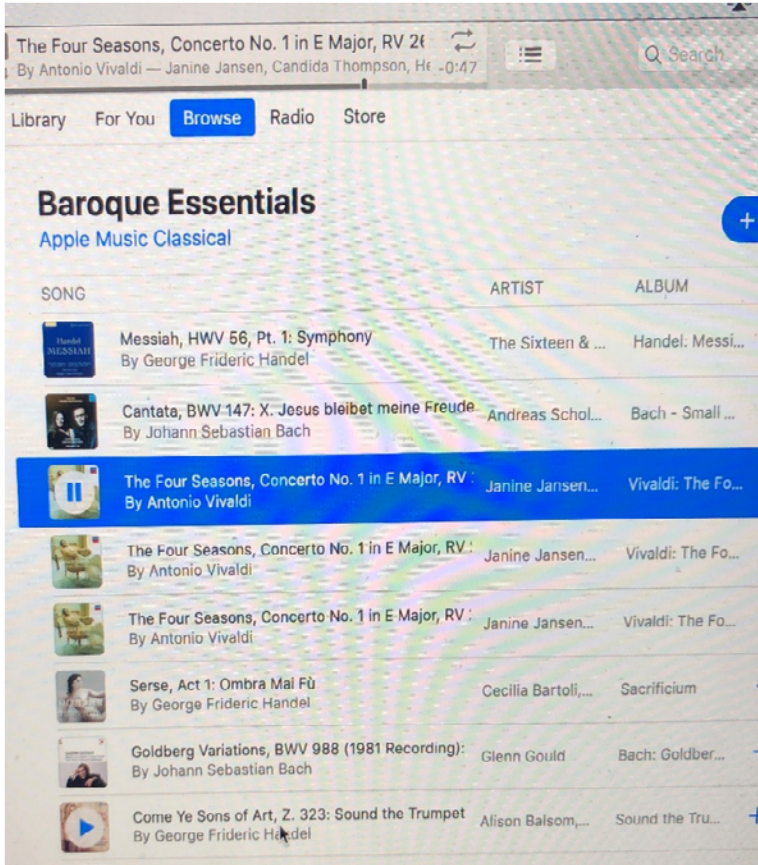 The Four Seasons, Concerto No. 1 in E Major, RV 26
By Antonio Vivaldi — Janine Jansen, Candida Thompson, He -0:47
Search
Library For You Browse Radio Store
Baroque Essentials
+
Apple Music Classical
SONG ARTIST ALBUM
Handel
MESSIAH
Messiah, HWV 56, Pt. 1: Symphony
By George Frideric Handel
The Sixteen & ... Handel: Messi...
Cantata, BWV 147: X. Jesus bleibet meine Freude
By Johann Sebastian Bach
Andreas Schol... Bach - Small ...
The Four Seasons, Concerto No. 1 in E Major, RV
By Antonio Vivaldi
Janine Jansen... Vivaldi: The Fo...
The Four Seasons, Concerto No. 1 in E Major, RV
By Antonio Vivaldi
Janine Jansen... Vivaldi: The Fo...
The Four Seasons, Concerto No. 1 in E Major, RV
By Antonio Vivaldi
Janine Jansen... Vivaldi: The Fo...
Serse, Act 1: Ombra Mai Fù
By George Frideric Handel
Cecilia Bartoli,... Sacrificium
Goldberg Variations, BWV 988 (1981 Recording):
By Johann Sebastian Bach
Glenn Gould Bach: Goldber...
Come Ye Sons of Art, Z. 323: Sound the Trumpet
By George Frideric Handel
Alison Balsom,... Sound the Tru... +